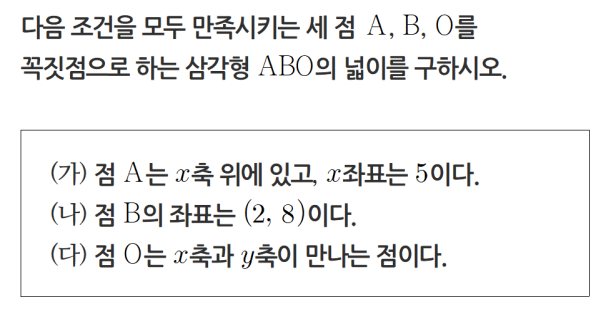 다음 조건을 모두 만족시키는 세 점 A, B, O를
꼭짓점으로 하는 삼각형 ABO의 넓이를 구하시오.
(가) 점 A는 x축 위에 있고, x좌표는 5이다.
(나) 점 B의 좌표는 (2, 8)이다.
(다) 점 O는 x축과 y축이 만나는 점이다.